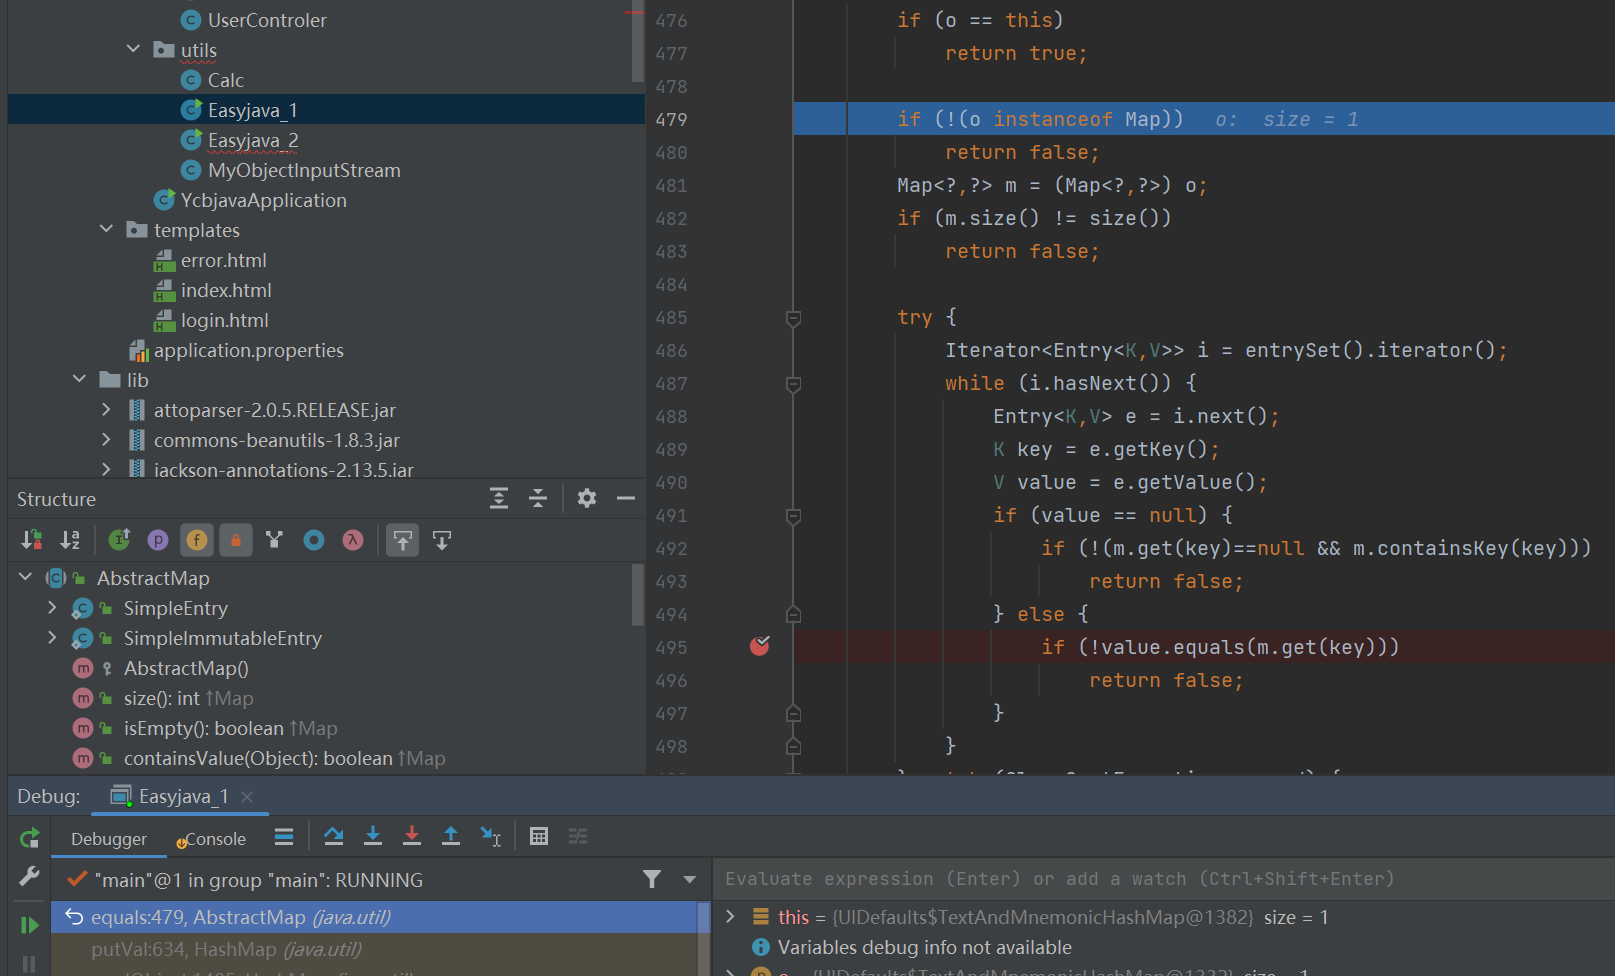 UserControler
utils
Calc
Easyjava_1
Easyjava_2
MyObjectInputStream
YcbjavaApplication
templates
error.html
index.html
login.html
application.properties
lib
attoparser-2.0.5.RELEASE.jar
commons-beanutils-1.8.3.jar
jackson-annotations-2.13.5.jar
Structure
AbstractMap
SimpleEntry
SimpleImmutableEntry
AbstractMap()
size(): int ↑Map
isEmpty(): boolean ↑Map
containsValue(Object): boolean ↑Map
476 if (o == this)
477 return true;
478
479 if (!(o instanceof Map)) o: size = 1
480 return false;
481 Map<?,?> m = (Map<?,?>) o;
482 if (m.size() != size())
483 return false;
484
485 try {
486 Iterator<Entry<K,V>> i = entrySet().iterator();
487 while (i.hasNext()) {
488 Entry<K,V> e = i.next();
489 K key = e.getKey();
490 V value = e.getValue();
491 if (value == null) {
492 if (!(m.get(key)==null && m.containsKey(key)))
493 return false;
494 } else {
495 if (!value.equals(m.get(key)))
496 return false;
497 }
498 }
Debug: Easyjava_1
Debugger Console
"main"@1 in group "main": RUNNING
equals:479, AbstractMap (java.util)
putVal:634, HashMap (java.util)
Evaluate expression (Enter) or add a watch (Ctrl+Shift+Enter)
this = {UIDefaults$TextAndMnemonicHashMap@1382} size = 1
Variables debug info not available